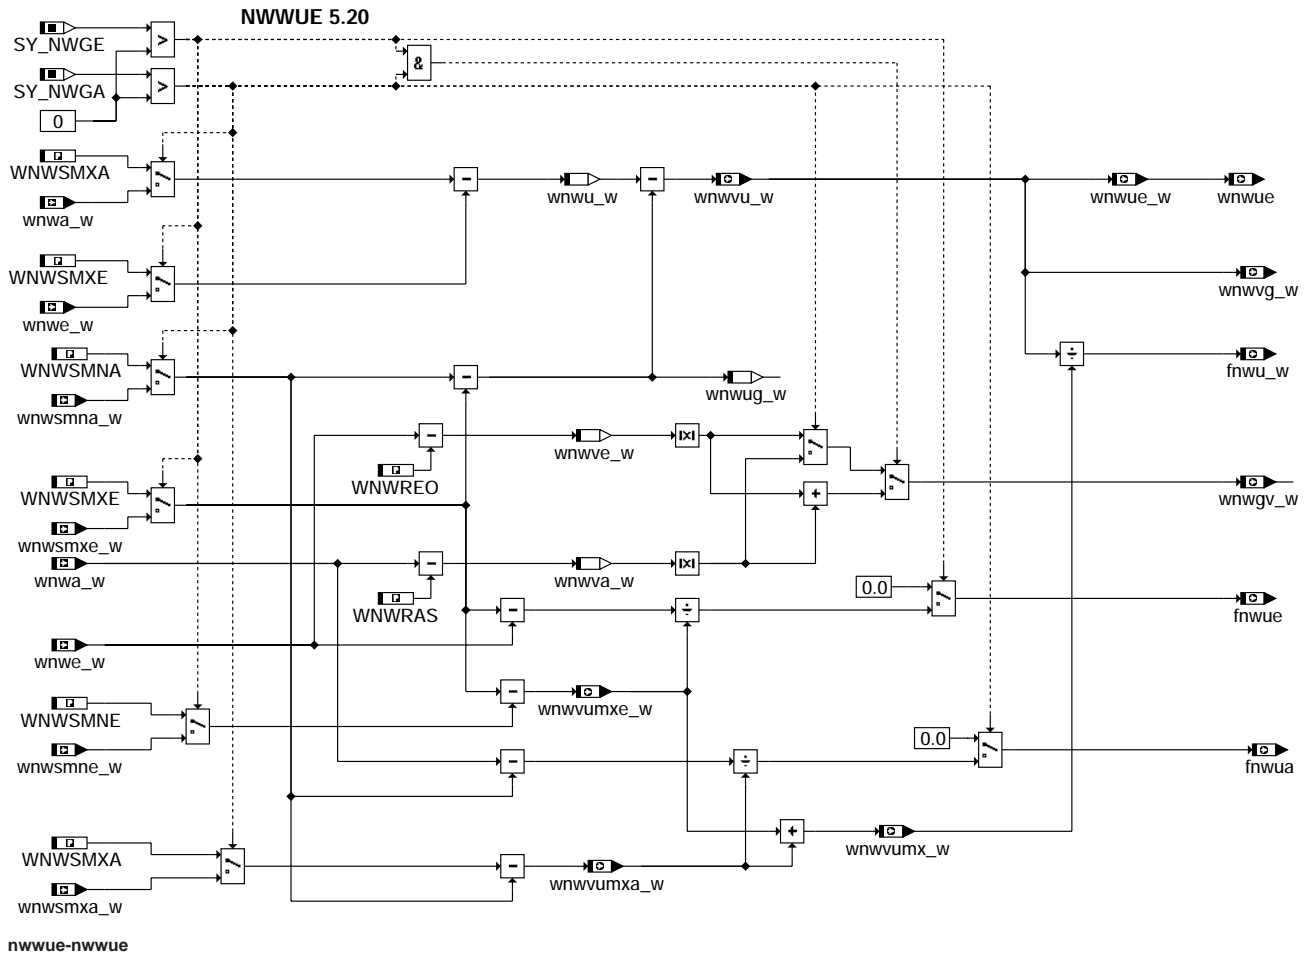 NWWUE 5.20
SY_NWGE
>
&
SY_NWGA
>
0
WNWSMXA
wnwa_w
−
wnwu_w
−
wnwvu_w
wnwue_w
wnwue
WNWSMXE
wnwe_w
wnwvg_w
WNWSMNA
wnwsmna_w
−
wnwug_w
÷
fnwu_w
−
WNWREO
wnwve_w
|x|
+
wnwgv_w
WNWSMXE
wnwsmxe_w
wnwa_w
−
WNWRAS
wnwva_w
|x|
0.0
fnwue
−
÷
wnwe_w
−
wnwvumxe_w
WNWSMNE
wnwsmne_w
0.0
−
÷
fnwua
+
wnwvumx_w
WNWSMXA
wnwsmxa_w
−
wnwvumxa_w
nwwue-nwwue